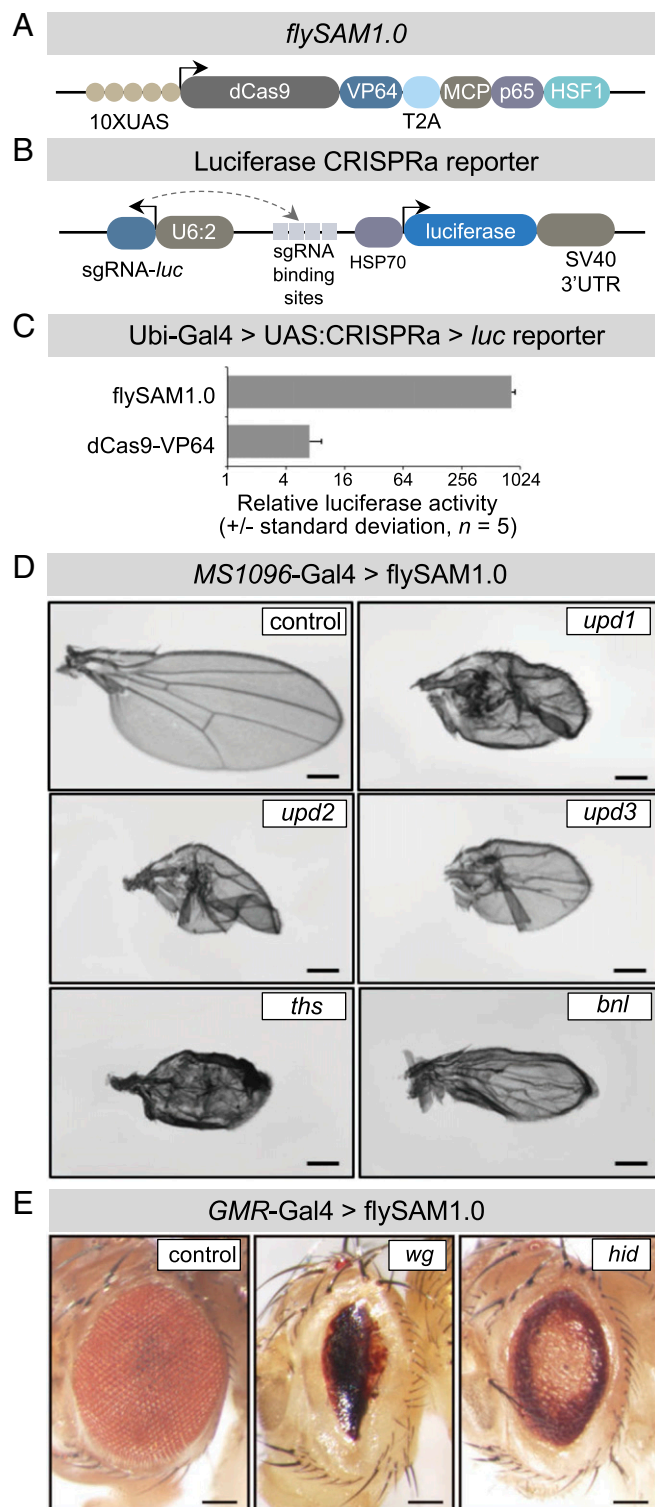 A
flySAM1.0
dCas9
VP64
MCP
p65
HSF1
10XUAS
T2A
B
Luciferase CRISPRa reporter
U6:2
luciferase
sgRNA-luc
sgRNA
binding
sites
HSP70
SV40
3'UTR
C
Ubi-Gal4 > UAS:CRISPRa > luc reporter
flySAM1.0
dCas9-VP64
1 4 16 64 256 1024
Relative luciferase activity
(+/- standard deviation, n = 5)
D
MS1096-Gal4 > flySAM1.0
control
upd1
upd2
upd3
ths
bnl
E
GMR-Gal4 > flySAM1.0
control
wg
hid